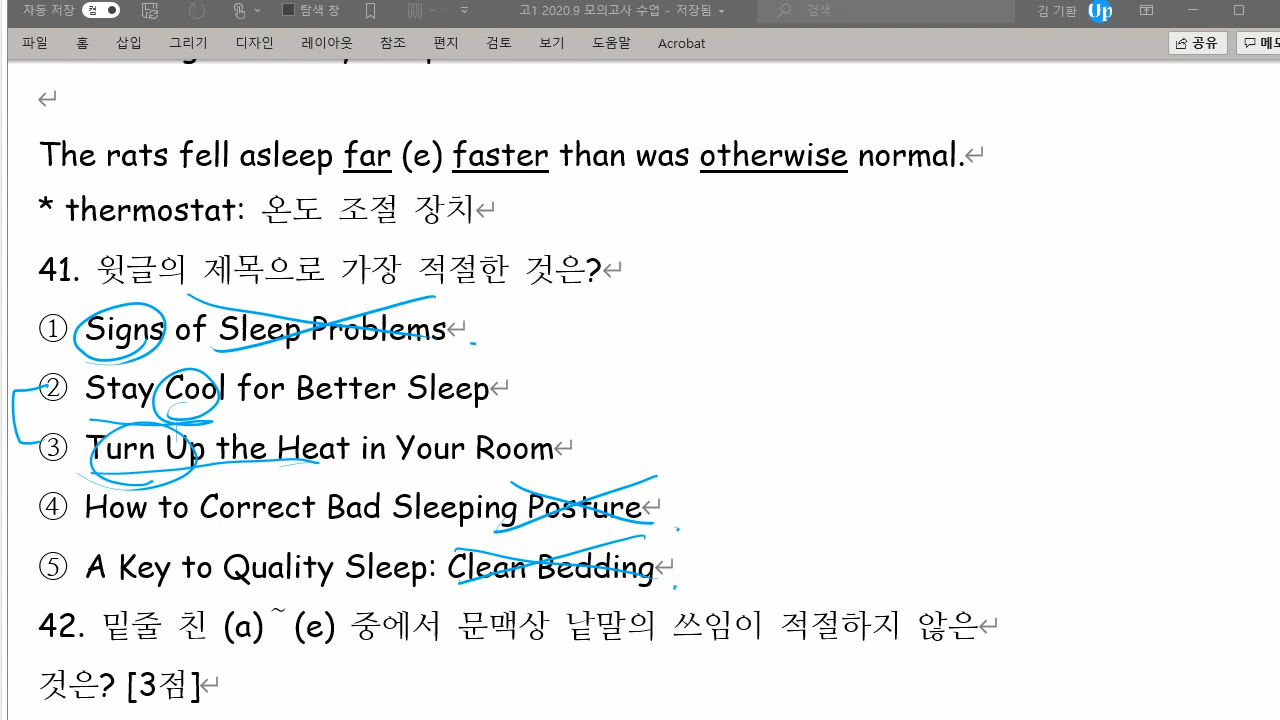 자동 저장 컴 탐색 창 고1 2020.9 모의고사 수업 - 저장됨 검색 김 기환 Up
파일 홈 삽입 그리기 디자인 레이아웃 참조 편지 검토 보기 도움말 Acrobat 공유 메모
The rats fell asleep far (e) faster than was otherwise normal.
* thermostat: 온도 조절 장치
41. 윗글의 제목으로 가장 적절한 것은?
① Signs of Sleep Problems
② Stay Cool for Better Sleep
③ Turn Up the Heat in Your Room
④ How to Correct Bad Sleeping Posture
⑤ A Key to Quality Sleep: Clean Bedding
42. 밑줄 친 (a)~(e) 중에서 문맥상 낱말의 쓰임이 적절하지 않은
것은? [3점]